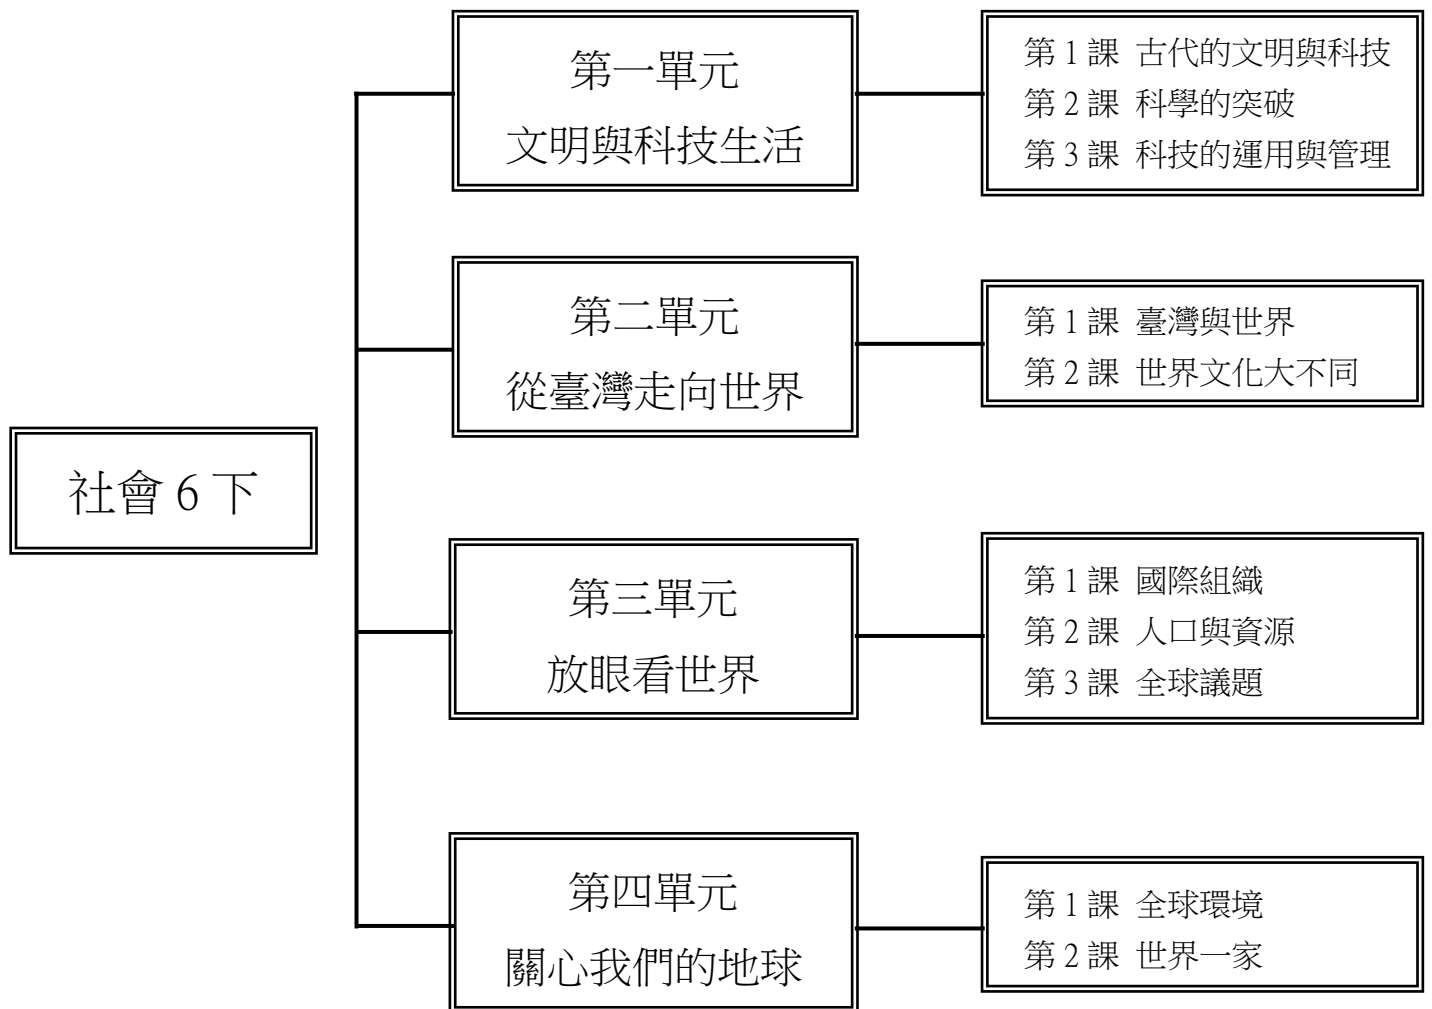 社會 6 下
第一單元
文明與科技生活
第 1 課 古代的文明與科技
第 2 課 科學的突破
第 3 課 科技的運用與管理
第二單元
從臺灣走向世界
第 1 課 臺灣與世界
第 2 課 世界文化大不同
第三單元
放眼看世界
第 1 課 國際組織
第 2 課 人口與資源
第 3 課 全球議題
第四單元
關心我們的地球
第 1 課 全球環境
第 2 課 世界一家